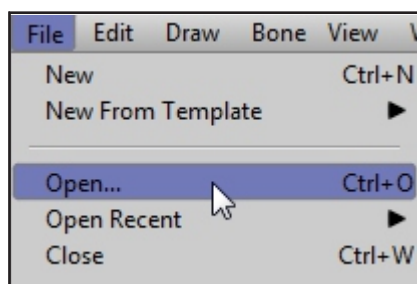 File Edit Draw Bone View
New Ctrl+N
New From Template
Open... Ctrl+O
Open Recent
Close Ctrl+W